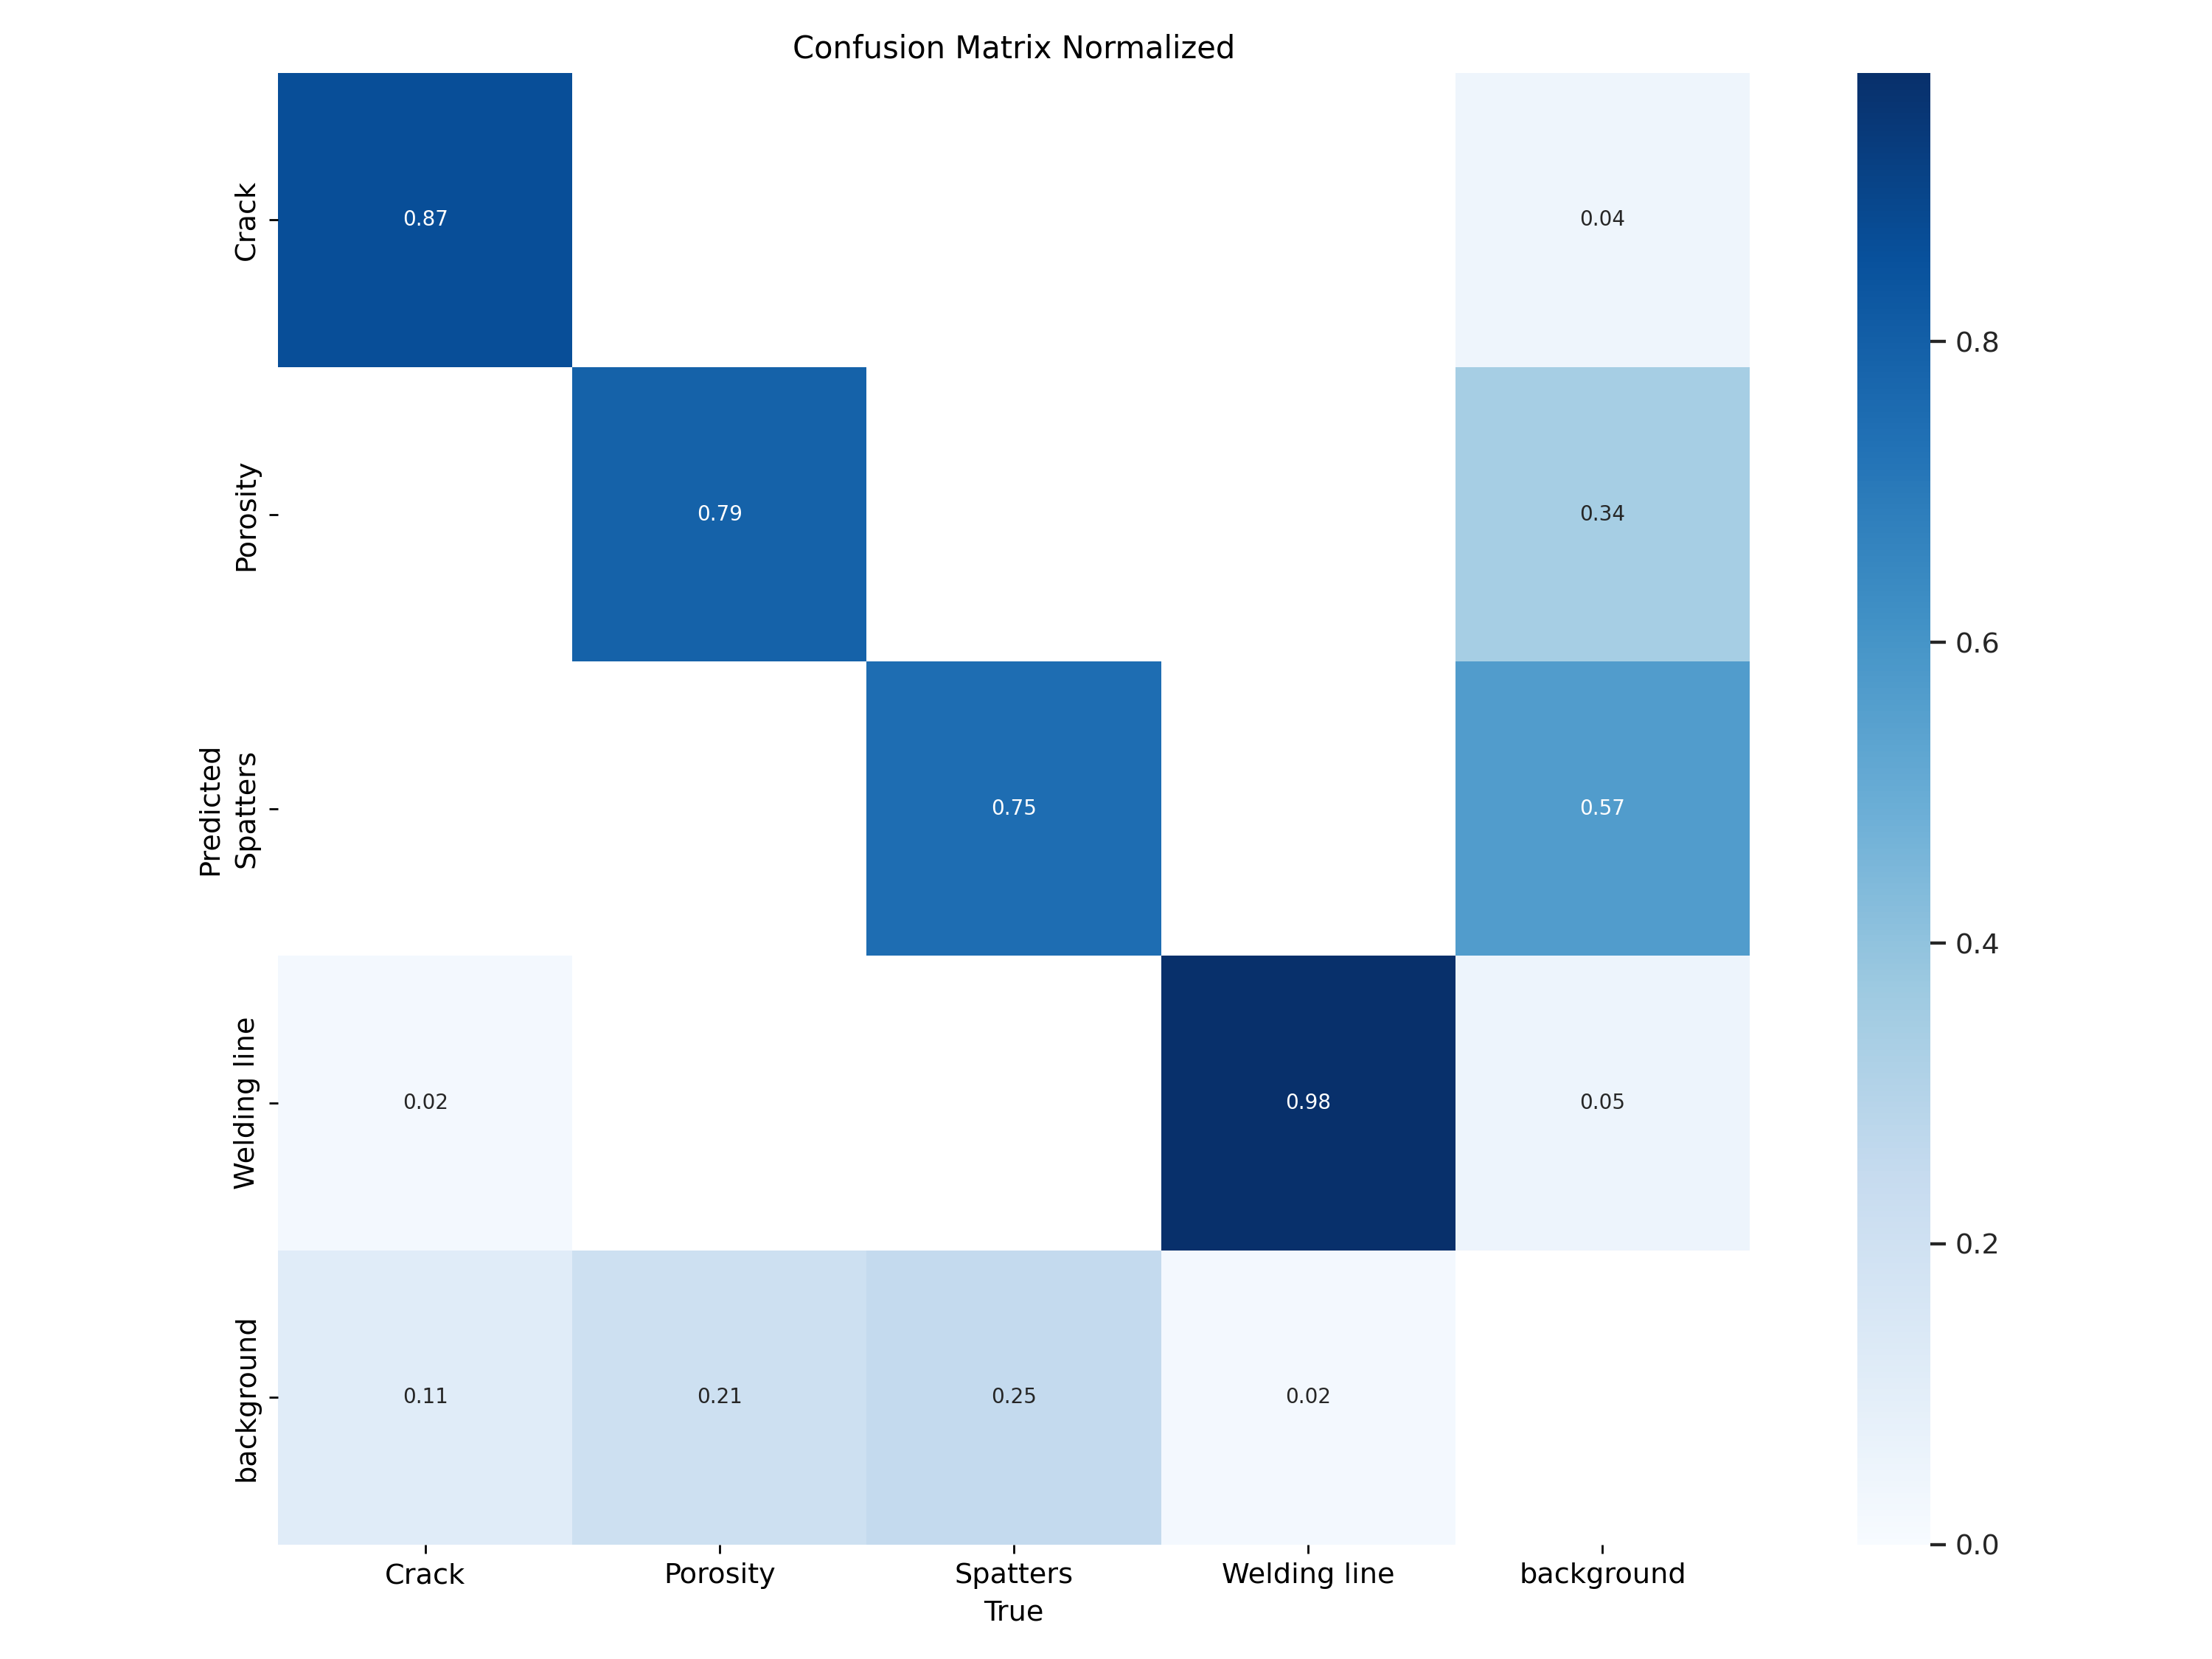 Confusion Matrix Normalized
Crack
0.87
0.04
Porosity
0.79
0.34
Predicted
Spatters
0.75
0.57
Welding line
0.02
0.98
0.05
background
0.11
0.21
0.25
0.02
Crack
Porosity
Spatters
Welding line
background
True
0.8
0.6
0.4
0.2
0.0